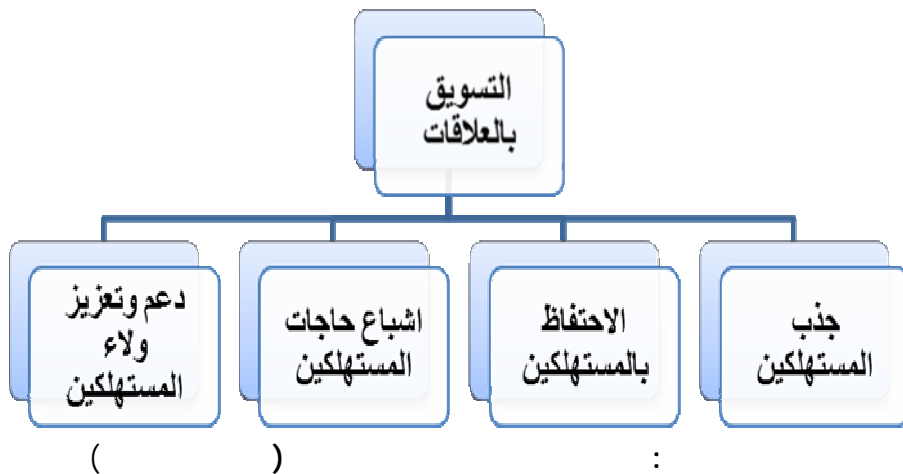 التسويق
بالعلاقات
جذب
المستهلكين
الاحتفاظ
بالمستهلكين
اشباع حاجات
المستهلكين
دعم وتعزيز
ولاء
المستهلكين
: ( )